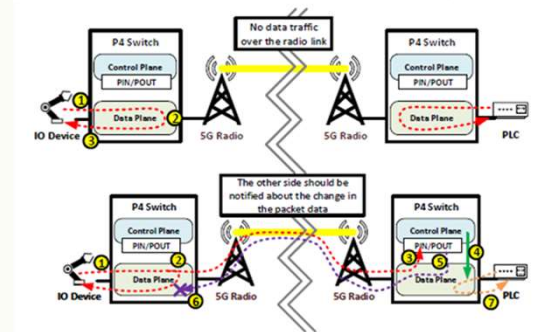 No data traffic
over the radio link
P4 Switch
Control Plane
PIN/POUT
Data Plane
1
2
3
IO Device
5G Radio
5G Radio
P4 Switch
Control Plane
PIN/POUT
Data Plane
PLC
The other side should be
notified about the change in
the packet data
P4 Switch
Control Plane
PIN/POUT
Data Plane
1
2
6
IO Device
5G Radio
5G Radio
P4 Switch
Control Plane
PIN/POUT
Data Plane
3
4
5
7
PLC